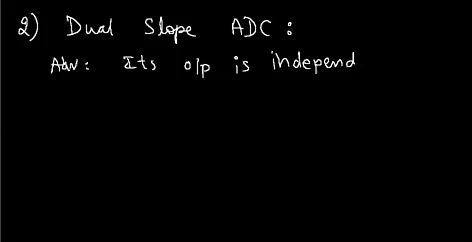 2) Dual Slope ADC :
Adv : Its o/p is independ